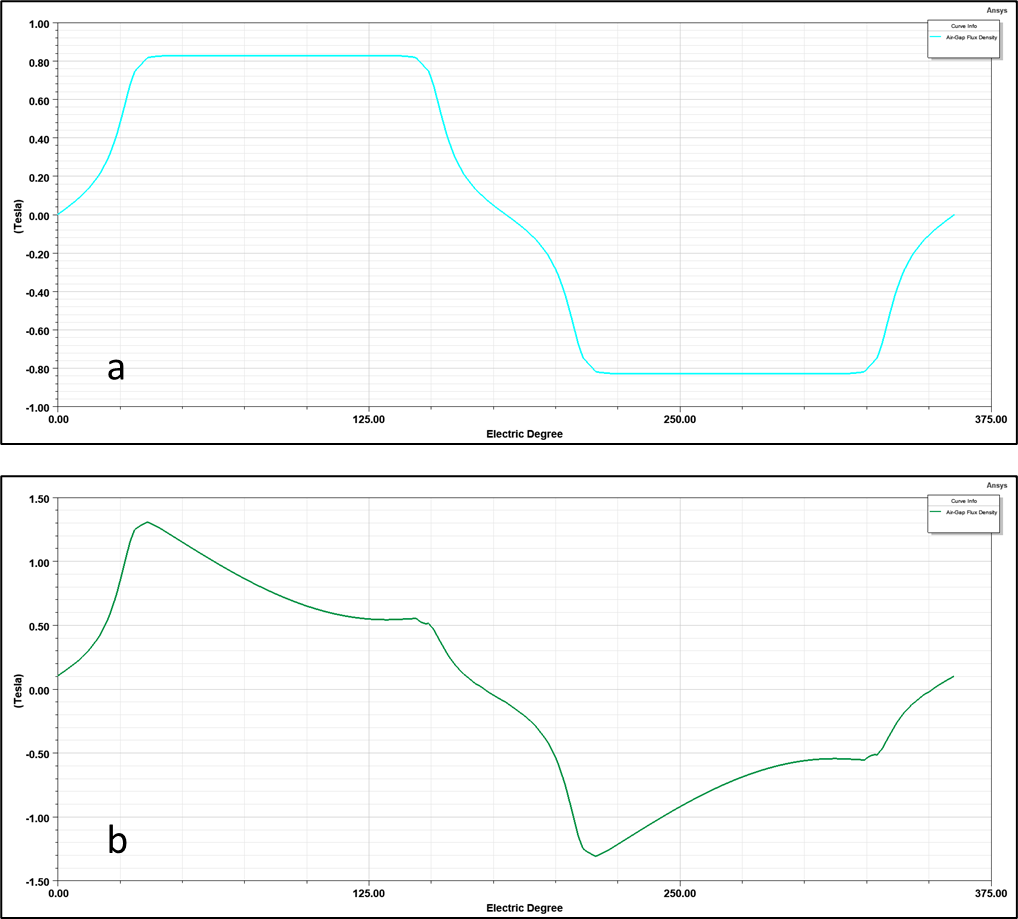 Ansys
Curve Info
Air-Gap Flux Density
1.00
0.80
0.60
0.40
0.20
0.00
-0.20
-0.40
-0.60
-0.80
-1.00
(Tesla)
a
0.00 125.00 250.00 375.00
Electric Degree
Ansys
Curve Info
Air-Gap Flux Density
1.50
1.00
0.50
0.00
-0.50
-1.00
-1.50
(Tesla)
b
0.00 125.00 250.00 375.00
Electric Degree